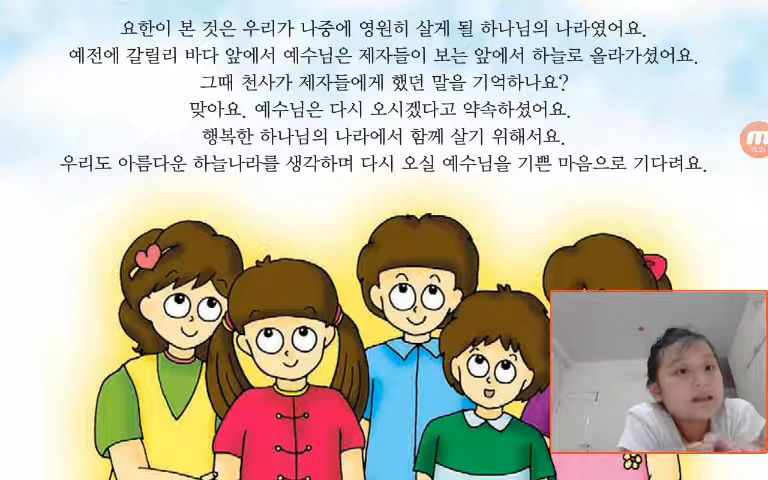 요한이 본 것은 우리가 나중에 영원히 살게 될 하나님의 나라였어요.
예전에 갈릴리 바다 앞에서 예수님은 제자들이 보는 앞에서 하늘로 올라가셨어요.
그때 천사가 제자들에게 했던 말을 기억하나요?
맞아요. 예수님은 다시 오시겠다고 약속하셨어요.
행복한 하나님의 나라에서 함께 살기 위해서요.
우리도 아름다운 하늘나라를 생각하며 다시 오실 예수님을 기쁜 마음으로 기다려요.